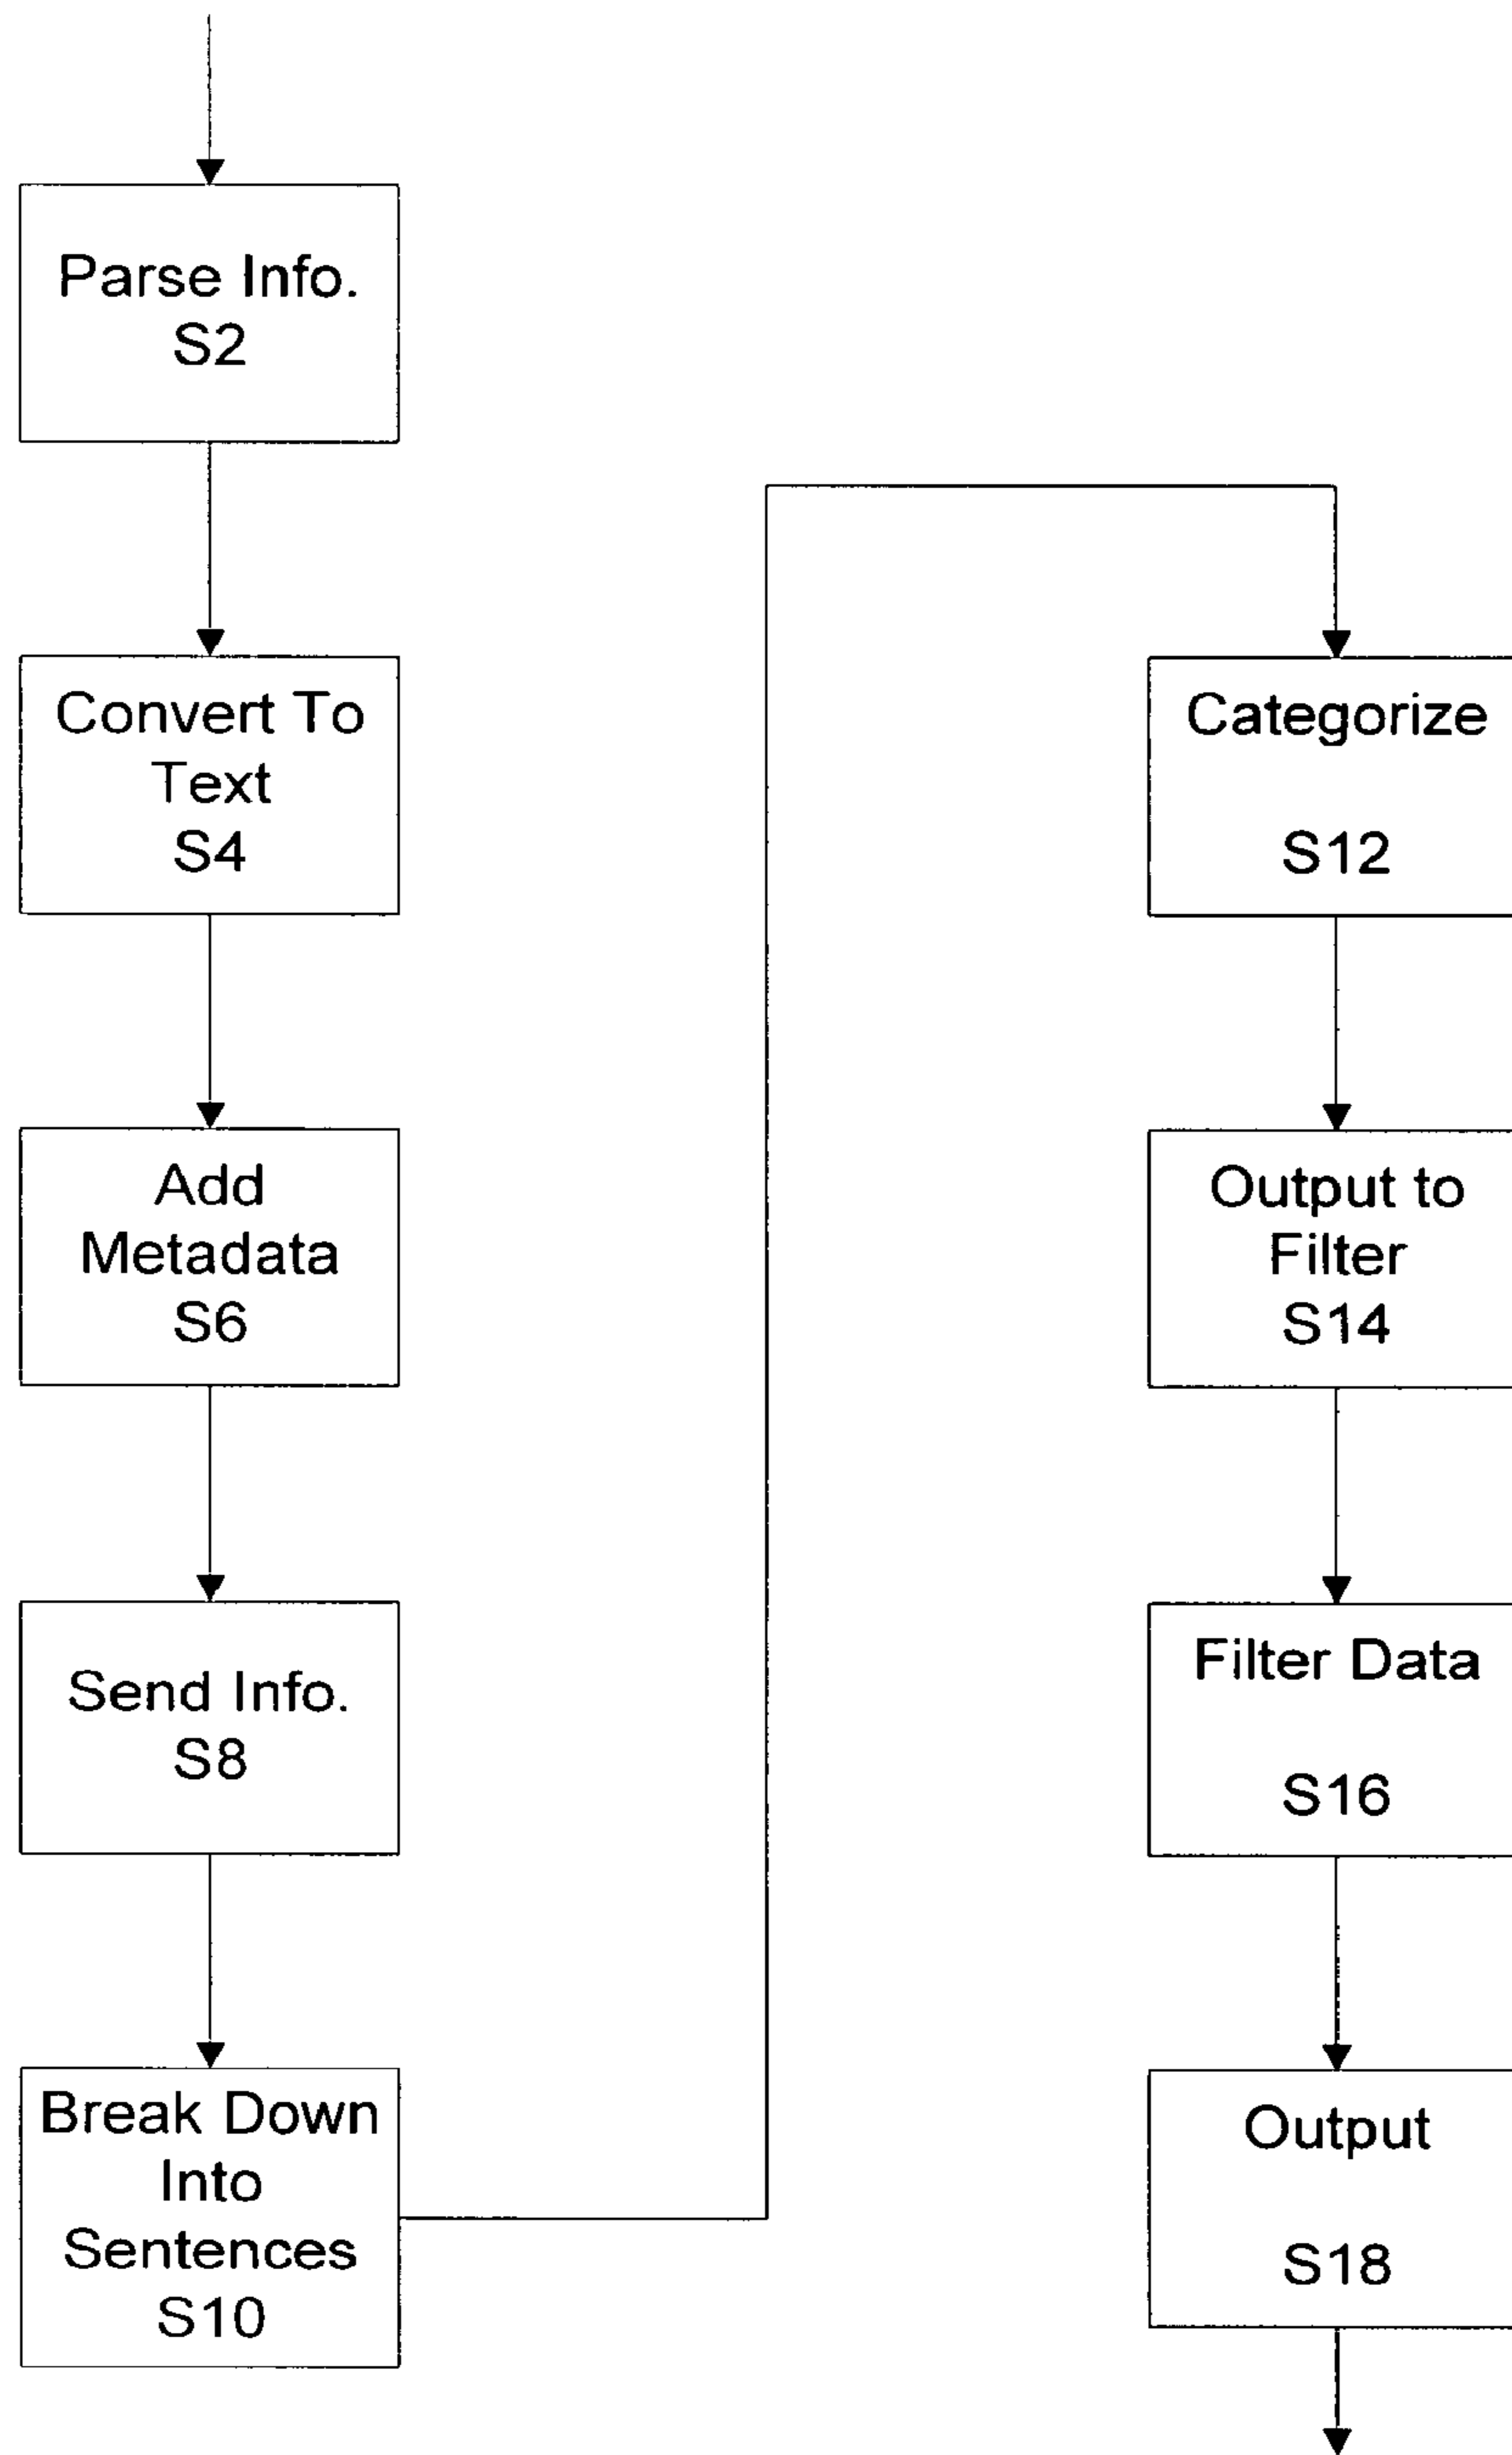 Parse Info.
S2
Convert To
Text
S4
Add
Metadata
S6
Send Info.
S8
Break Down
Into
Sentences
S10
Categorize
S12
Output to
Filter
S14
Filter Data
S16
Output
S18